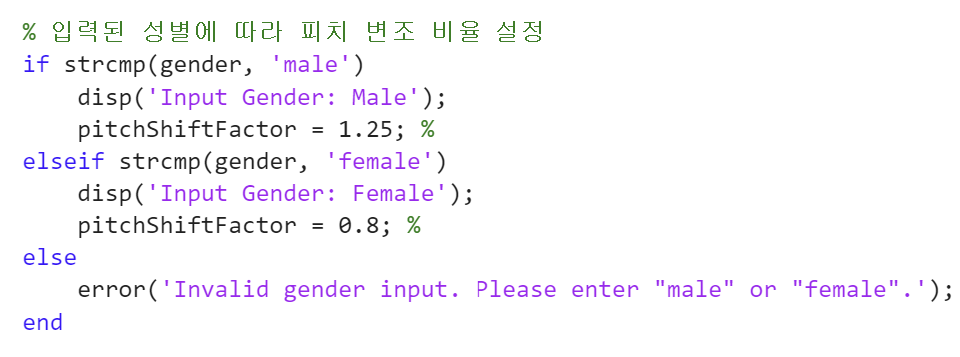 % 입력된 성별에 따라 피치 변조 비율 설정
if strcmp(gender, 'male')
    disp('Input Gender: Male');
    pitchShiftFactor = 1.25; %
elseif strcmp(gender, 'female')
    disp('Input Gender: Female');
    pitchShiftFactor = 0.8; %
else
    error('Invalid gender input. Please enter "male" or "female".');
end